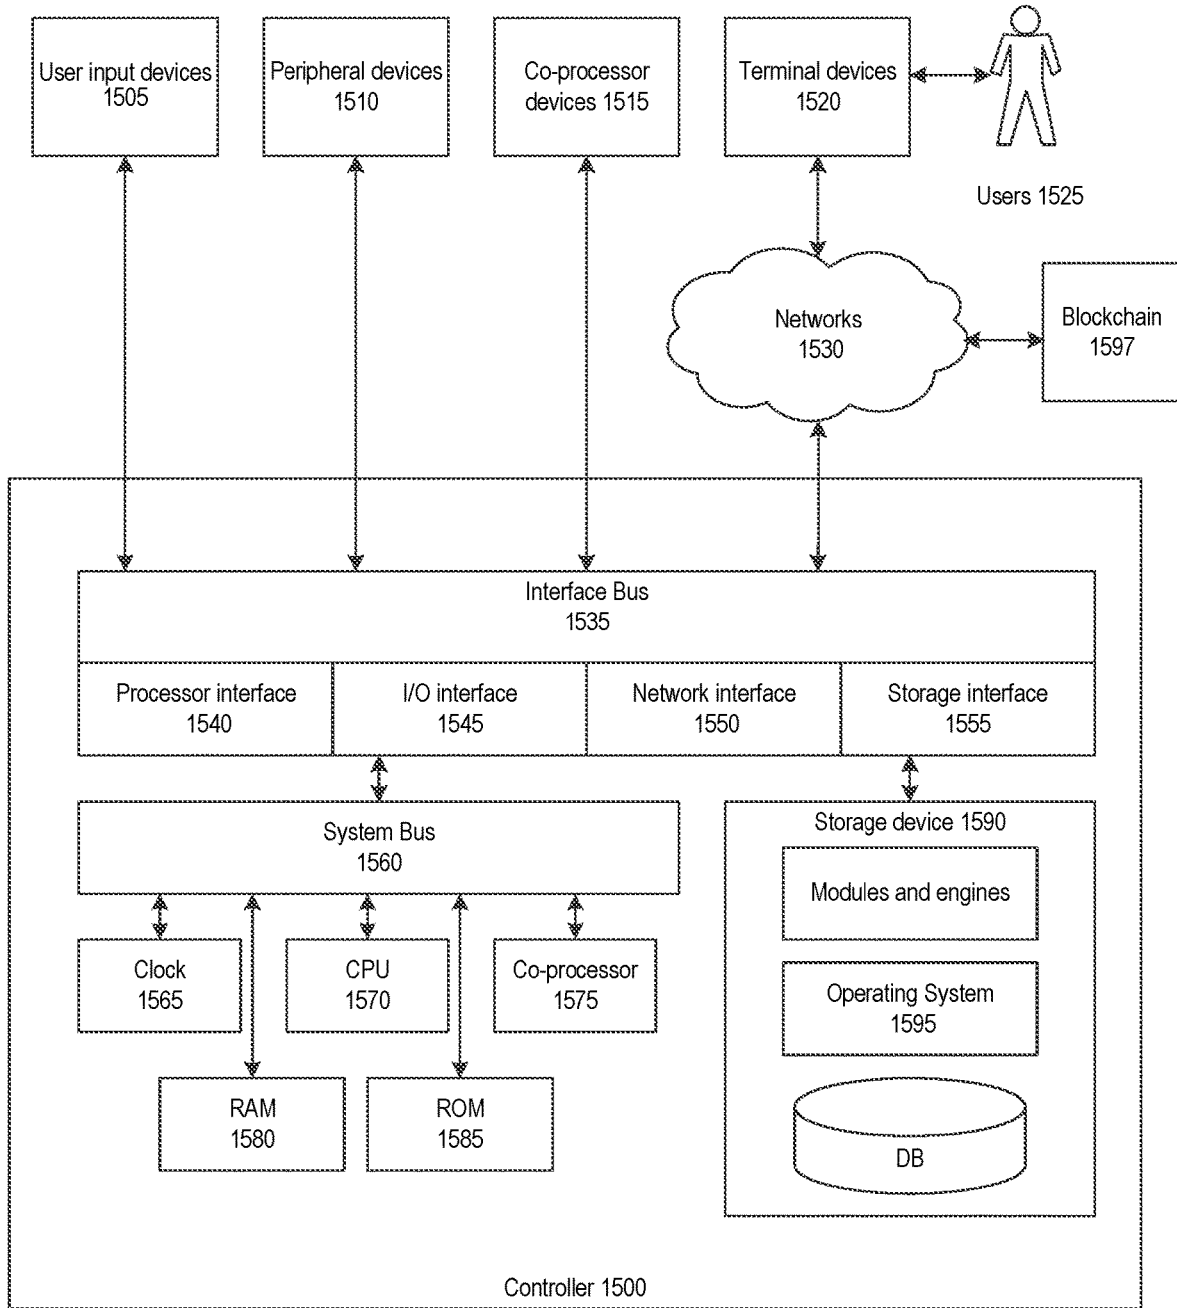 User input devices
1505
Peripheral devices
1510
Co-processor
devices 1515
Terminal devices
1520
Users 1525
Networks
1530
Blockchain
1597
Interface Bus
1535
Processor interface
1540
I/O interface
1545
Network interface
1550
Storage interface
1555
System Bus
1560
Storage device 1590
Modules and engines
Clock
1565
CPU
1570
Co-processor
1575
Operating System
1595
RAM
1580
ROM
1585
DB
Controller 1500